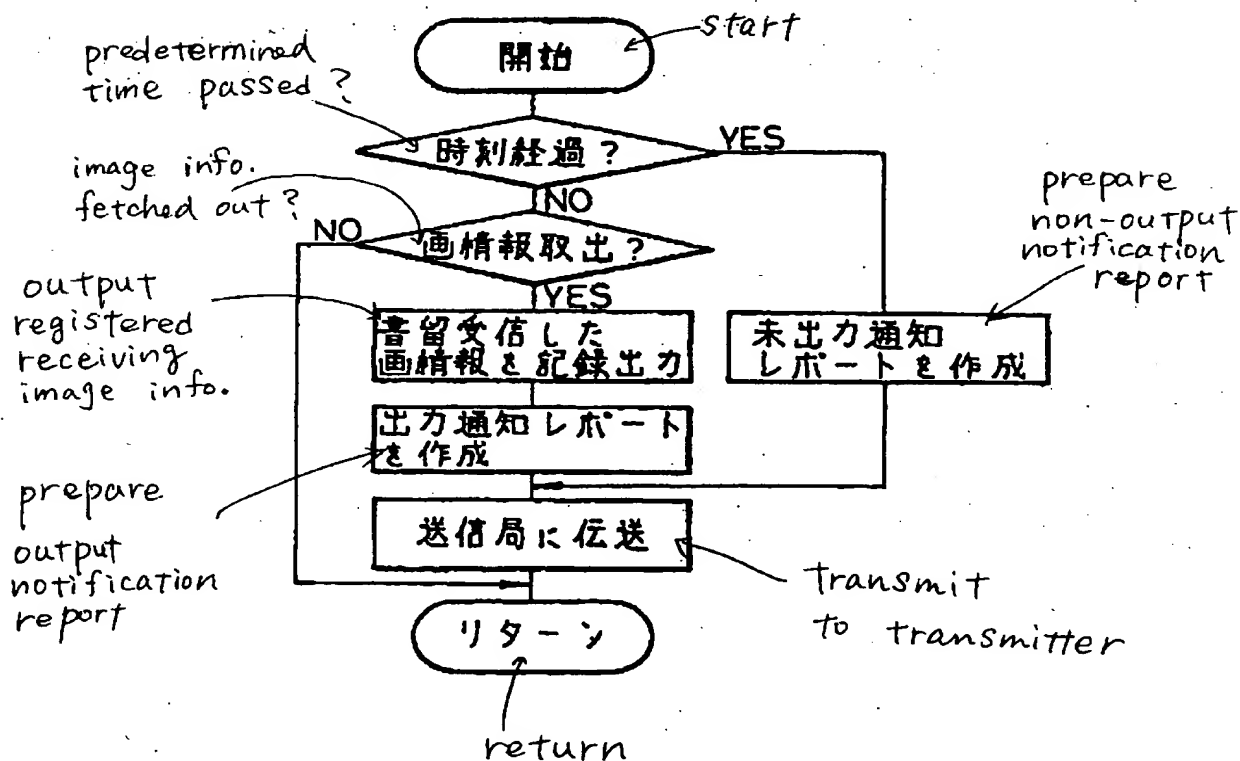 start
開始
predetermined
time passed?
時刻経過?
YES
image info.
fetched out?
NO
NO
画情報取出?
prepare
non-output
notification
report
YES
output
registered
receiving
image info.
書留受信した
画情報を記録出力
未出力通知
レポートを作成
出力通知レポート
を作成
prepare
output
notification
report
送信局に伝送
transmit
to transmitter
リターン
return